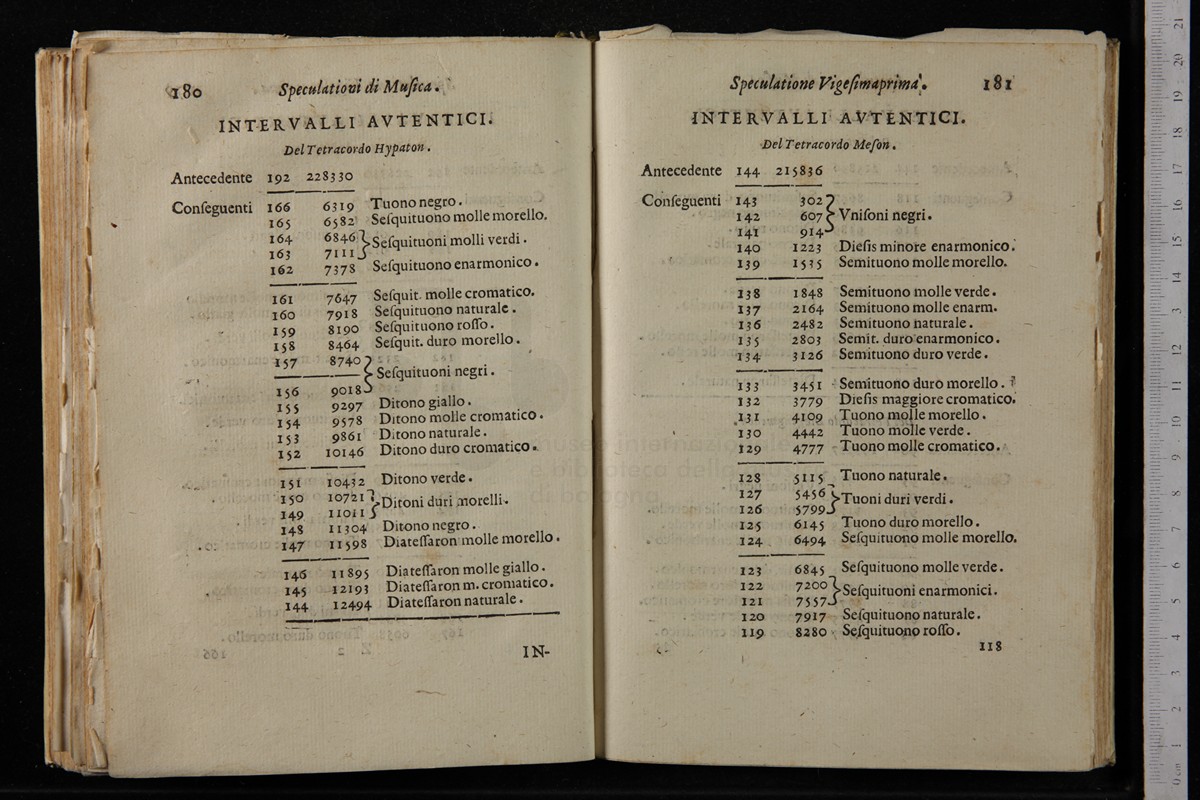 180 Speculationi di Muſica.
INTERVALLI AVTENTICI.
Del Tetracordo Hypaton.
Antecedente 192 228330
Conſeguenti 166 6319 Tuono negro.
165 6582 Seſquituono molle morello.
164 6846 Seſquituoni molli verdi.
163 7111
162 7378 Seſquituono enarmonico.
161 7647 Seſquit. molle cromatico.
160 7918 Seſquituono naturale.
159 8190 Seſquituono roſſo.
158 8464 Seſquit. duro morello.
157 8740 Seſquituoni negri.
156 9018
155 9297 Ditono giallo.
154 9578 Ditono molle cromatico.
153 9861 Ditono naturale.
152 10146 Ditono duro cromatico.
151 10432 Ditono verde.
150 10721 Ditoni duri morelli.
149 11011
148 11304 Ditono negro.
147 11598 Diateſſaron molle morello.
146 11895 Diateſſaron molle giallo.
145 12193 Diateſſaron m. cromatico.
144 12494 Diateſſaron naturale.
IN-
Speculatione Vigeſimaprima. 181
INTERVALLI AVTENTICI.
Del Tetracordo Meſon.
Antecedente 144 215836
Conſeguenti 143 302
142 607 Vniſoni negri.
141 914
140 1223 Dieſis minore enarmonico.
139 1535 Semituono molle morello.
138 1848 Semituono molle verde.
137 2164 Semituono molle enarm.
136 2482 Semituono naturale.
135 2803 Semit. duro enarmonico.
134 3126 Semituono duro verde.
133 3451 Semituono duro morello.
132 3779 Dieſis maggiore cromatico.
131 4109 Tuono molle morello.
130 4442 Tuono molle verde.
129 4777 Tuono molle cromatico.
128 5115 Tuono naturale.
127 5456 Tuoni duri verdi.
126 5799
125 6145 Tuono duro morello.
124 6494 Seſquituono molle morello.
123 6845 Seſquituono molle verde.
122 7200 Seſquituoni enarmonici.
121 7557
120 7917 Seſquituono naturale.
119 8280 Seſquituono roſſo.
118
museo internazionale
e biblioteca della
di bologna